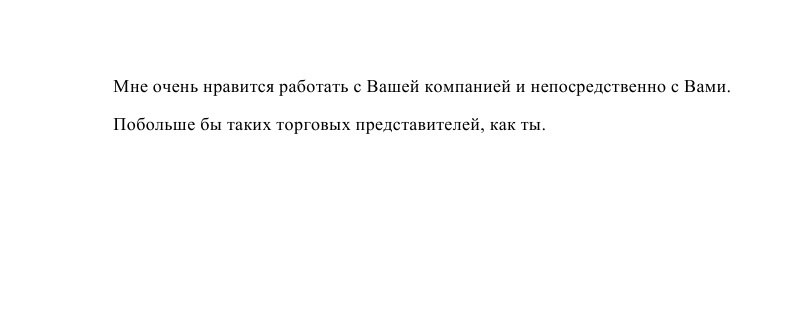 Мне очень нравится работать с Вашей компанией и непосредственно с Вами.
Побольше бы таких торговых представителей, как ты.